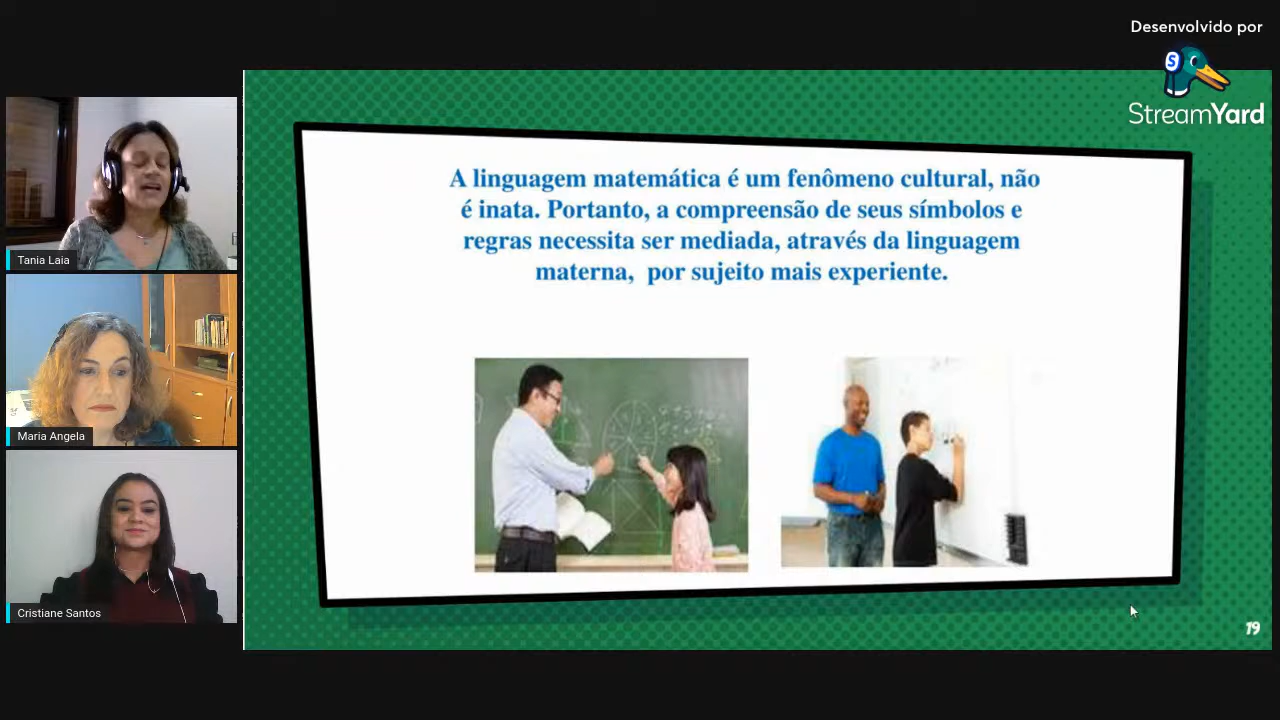 Desenvolvido por
StreamYard
A linguagem matemática é um fenômeno cultural, não
é inata. Portanto, a compreensão de seus símbolos e
regras necessita ser mediada, através da linguagem
materna, por sujeito mais experiente.
Tania Laia
Maria Angela
Cristiane Santos
19